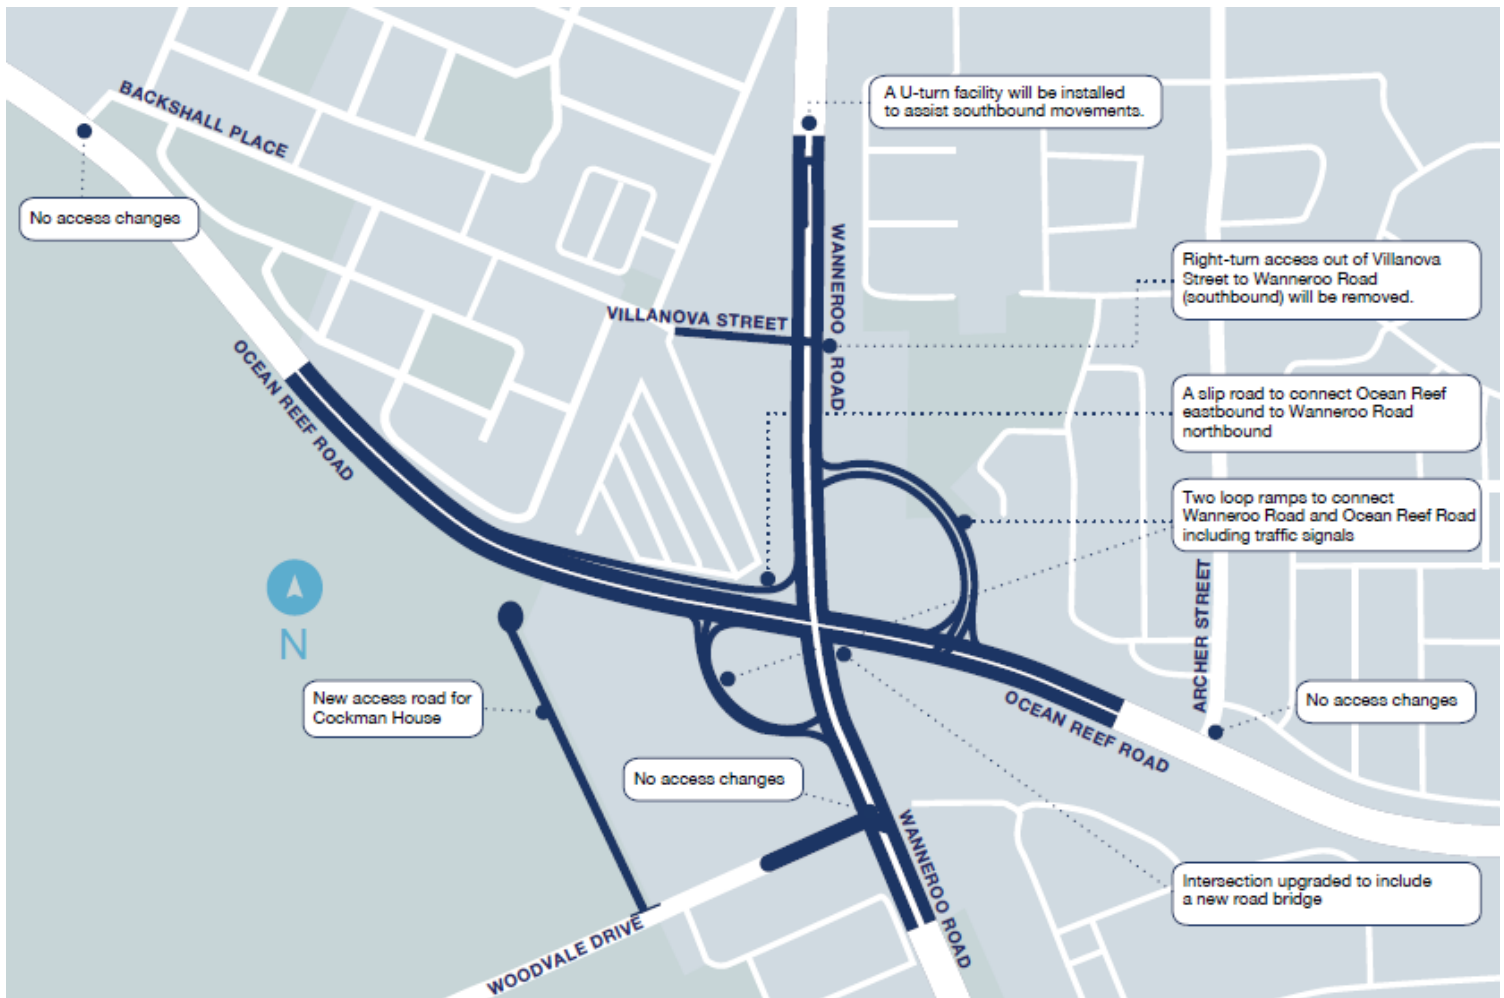 A U-turn facility will be installed
to assist southbound movements.
BACKSHALL PLACE
No access changes
WANNEROO ROAD
Right-turn access out of Villanova
Street to Wanneroo Road
(southbound) will be removed.
VILLANOVA STREET
OCEAN REEF ROAD
A slip road to connect Ocean Reef
eastbound to Wanneroo Road
northbound
Two loop ramps to connect
Wanneroo Road and Ocean Reef Road
including traffic signals
ARCHER STREET
N
New access road for
Cockman House
OCEAN REEF ROAD
No access changes
No access changes
WANNEROO ROAD
Intersection upgraded to include
a new road bridge
WOODVALE DRIVE